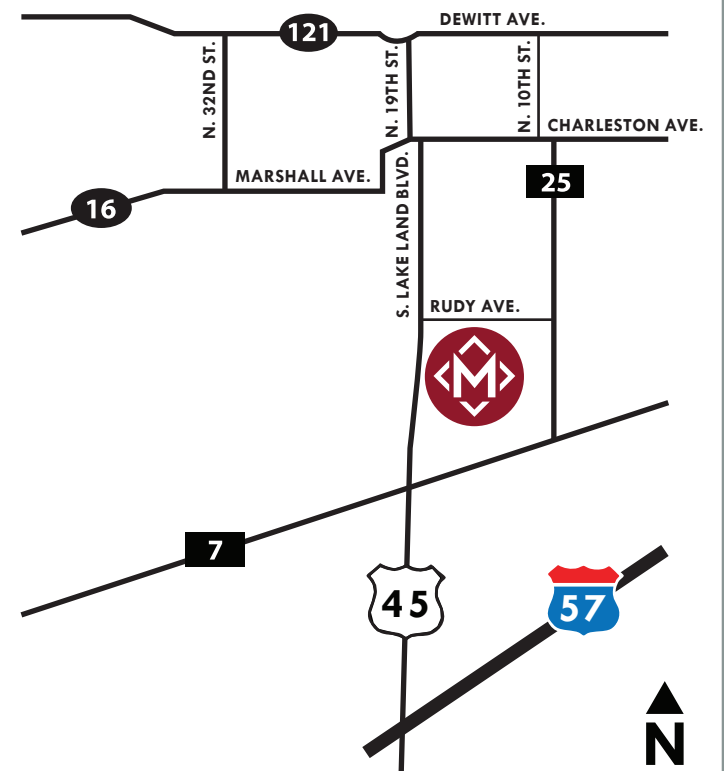 DEWITT AVE.
121
N. 32ND ST.
N. 19TH ST.
N. 10TH ST.
CHARLESTON AVE.
MARSHALL AVE.
25
16
S. LAKE LAND BLVD.
RUDY AVE.
M
7
45
57
N